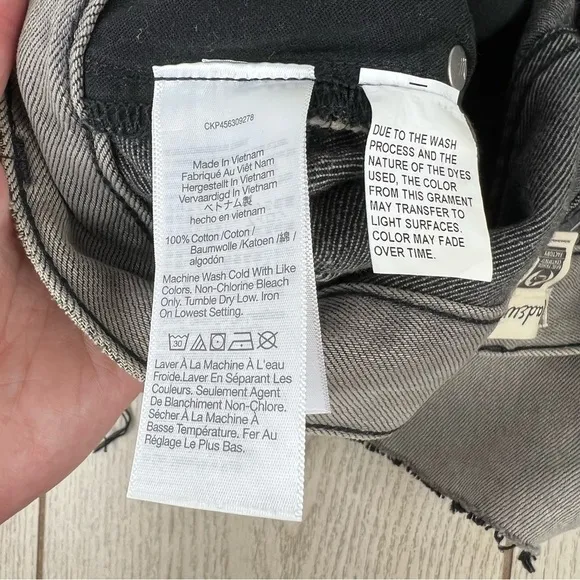 CKP456309278
Made in Vietnam
Fabriqué Au Viêt Nam
Hergestellt In Vietnam
Vervaardigd In Vietnam
ベトナム製
hecho en vietnam
100% Cotton /Coton /
Baumwolle /Katoen /綿 /
algodón
Machine Wash Cold With Like
Colors. Non-Chlorine Bleach
Only. Tumble Dry Low. Iron
On Lowest Setting.
30
Laver À La Machine À L'eau
Froide.Laver En Séparant Les
Couleurs. Seulement Agent
De Blanchiment Non-Chlore.
Sécher À La Machine À
Basse Température. Fer Au
Réglage Le Plus Bas.
DUE TO THE WASH
PROCESS AND THE
NATURE OF THE DYES
USED, THE COLOR
FROM THIS GRAMENT
MAY TRANSFER TO
LIGHT SURFACES.
COLOR MAY FADE
OVER TIME.